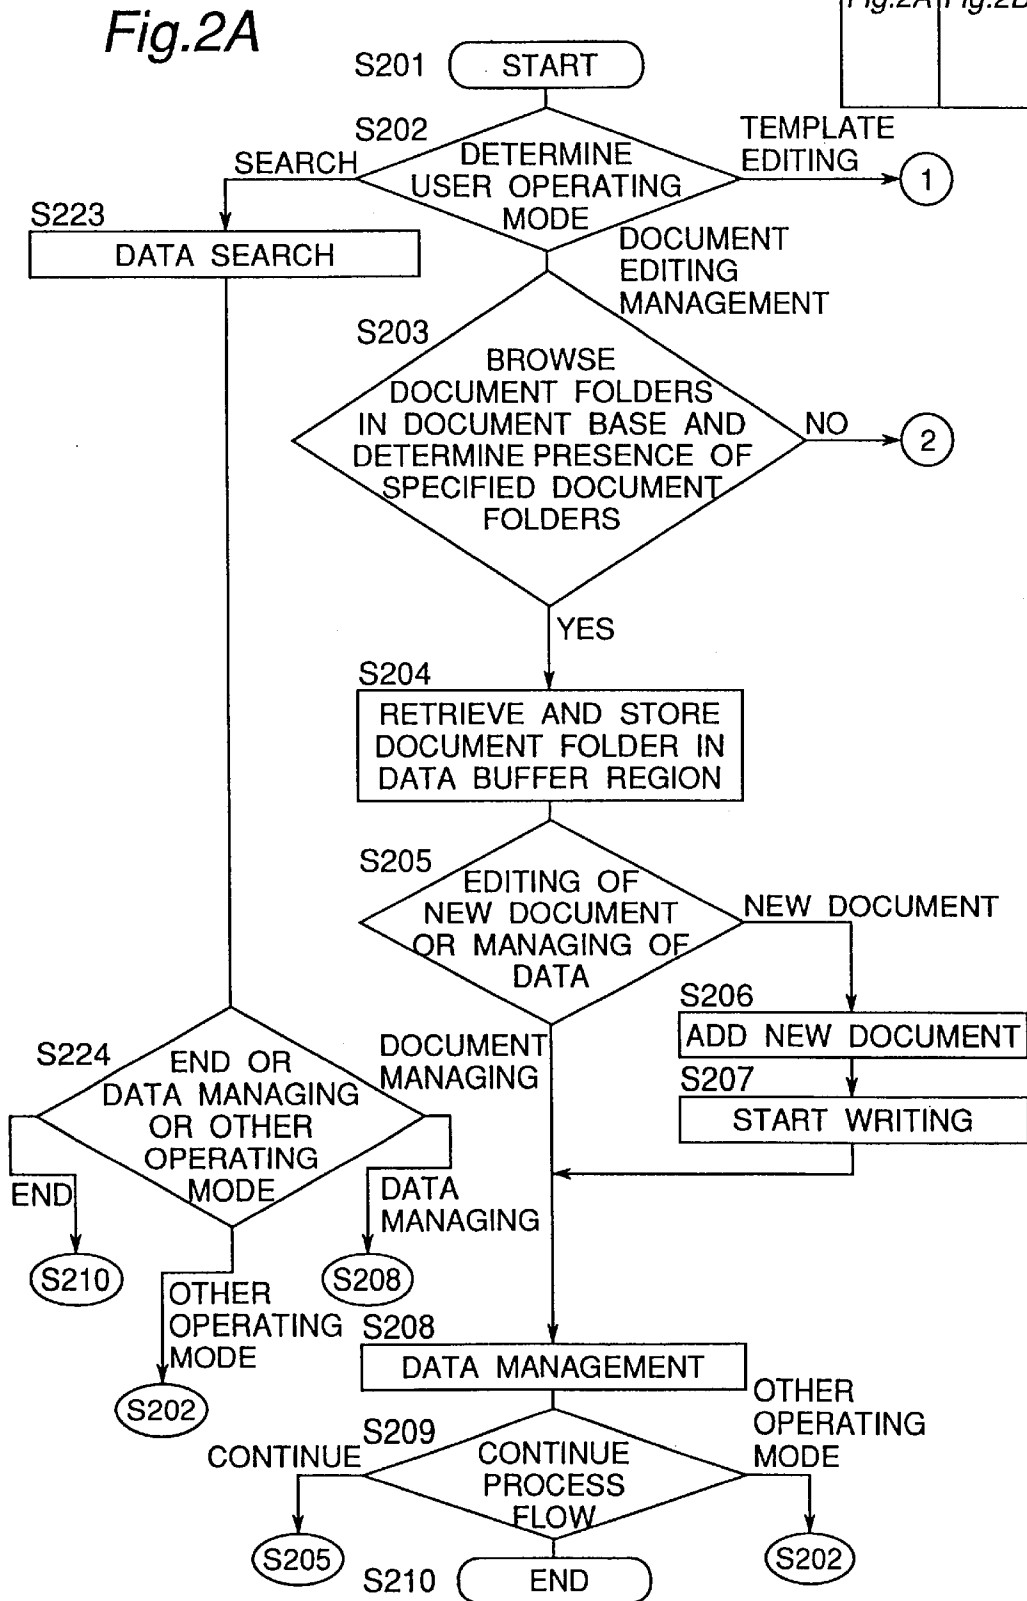 Fig.2A
Fig.2A Fig.2B
S201 START
S202
DETERMINE
USER OPERATING
MODE
SEARCH
TEMPLATE
EDITING
1
S223
DATA SEARCH
DOCUMENT
EDITING
MANAGEMENT
S203
BROWSE
DOCUMENT FOLDERS
IN DOCUMENT BASE AND
DETERMINE PRESENCE OF
SPECIFIED DOCUMENT
FOLDERS
NO
2
YES
S204
RETRIEVE AND STORE
DOCUMENT FOLDER IN
DATA BUFFER REGION
S205
EDITING OF
NEW DOCUMENT
OR MANAGING OF
DATA
NEW DOCUMENT
S206
ADD NEW DOCUMENT
S207
START WRITING
DOCUMENT
MANAGING
S224
END OR
DATA MANAGING
OR OTHER
OPERATING
MODE
END
S210
OTHER
OPERATING
MODE
S202
DATA
MANAGING
S208
S208
DATA MANAGEMENT
S209
CONTINUE
PROCESS
FLOW
CONTINUE
S205
OTHER
OPERATING
MODE
S202
S210 END